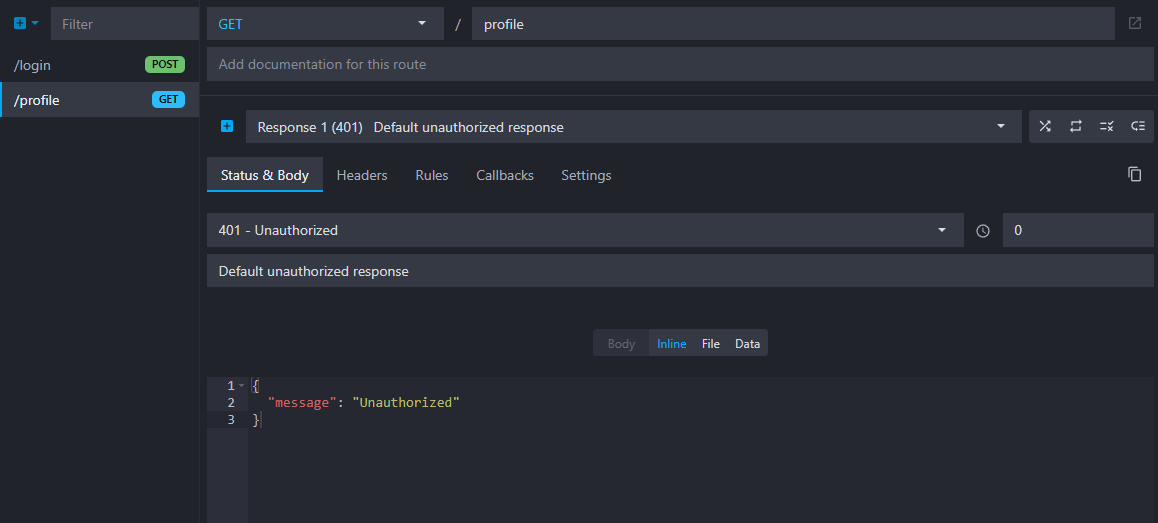 Filter
GET
/
profile
/login
POST
Add documentation for this route
/profile
GET
Response 1 (401) Default unauthorized response
Status & Body
Headers
Rules
Callbacks
Settings
401 - Unauthorized
0
Default unauthorized response
Body
Inline
File
Data
1 {
2 "message": "Unauthorized"
3 }